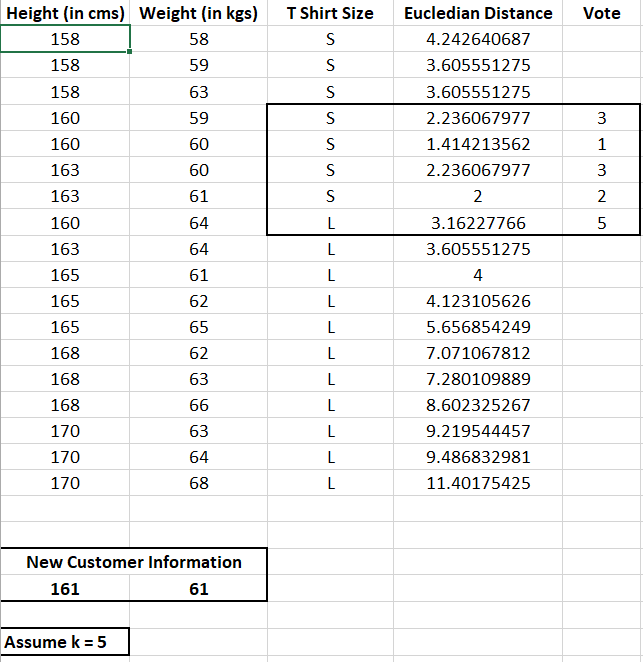 Height (in cms) Weight (in kgs) T Shirt Size Eucledian Distance Vote
158 58 S 4.242640687
158 59 S 3.605551275
158 63 S 3.605551275
160 59 S 2.236067977 3
160 60 S 1.414213562 1
163 60 S 2.236067977 3
163 61 S 2 2
160 64 L 3.16227766 5
163 64 L 3.605551275
165 61 L 4
165 62 L 4.123105626
165 65 L 5.656854249
168 62 L 7.071067812
168 63 L 7.280109889
168 66 L 8.602325267
170 63 L 9.219544457
170 64 L 9.486832981
170 68 L 11.40175425
New Customer Information
161 61
Assume k = 5